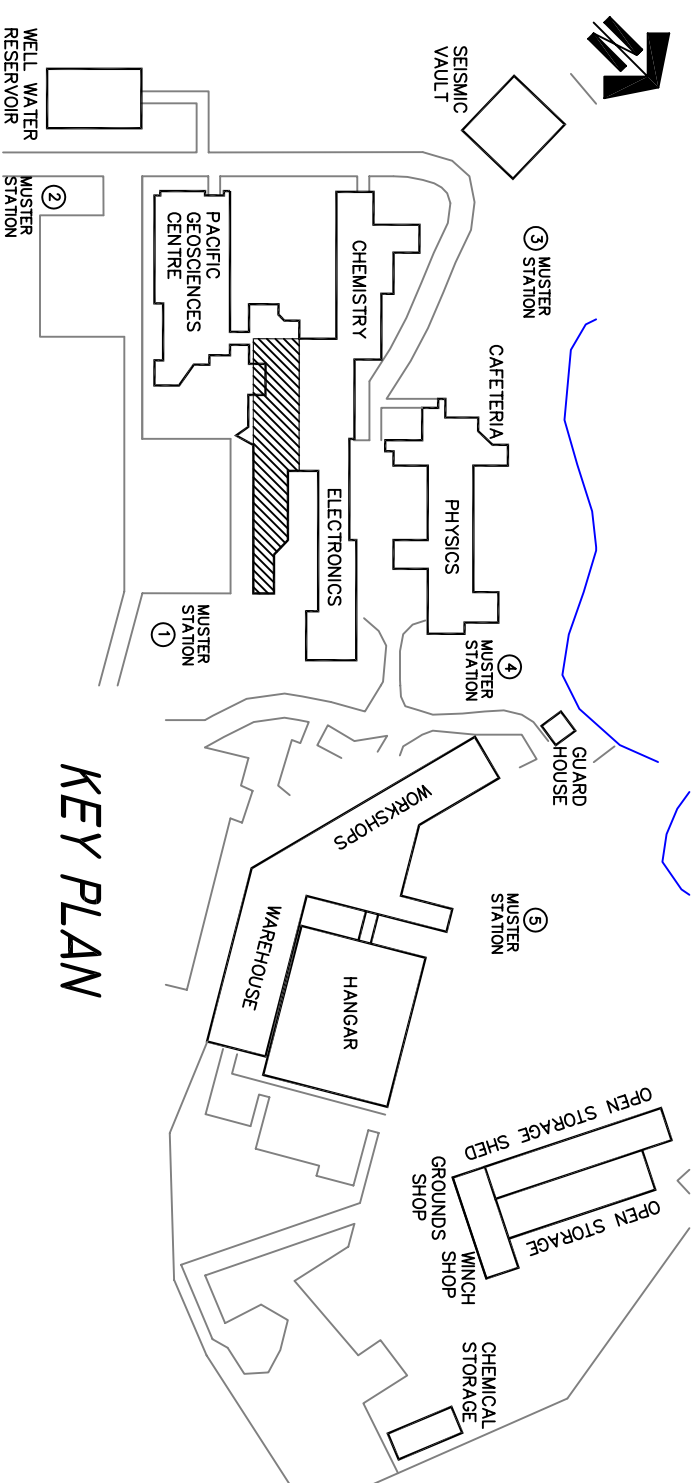 N
SEISMIC
VAULT
WELL WATER
RESERVOIR
2
MUSTER
STATION
3
MUSTER
STATION
PACIFIC
GEOSCIENCES
CENTRE
CHEMISTRY
CAFETERIA
PHYSICS
ELECTRONICS
MUSTER
STATION
1
4
MUSTER
STATION
GUARD
HOUSE
WORKSHOPS
KEY PLAN
5
MUSTER
STATION
WAREHOUSE
HANGAR
OPEN STORAGE SHED
OPEN STORAGE
GROUNDS
SHOP
WINCH
SHOP
CHEMICAL
STORAGE